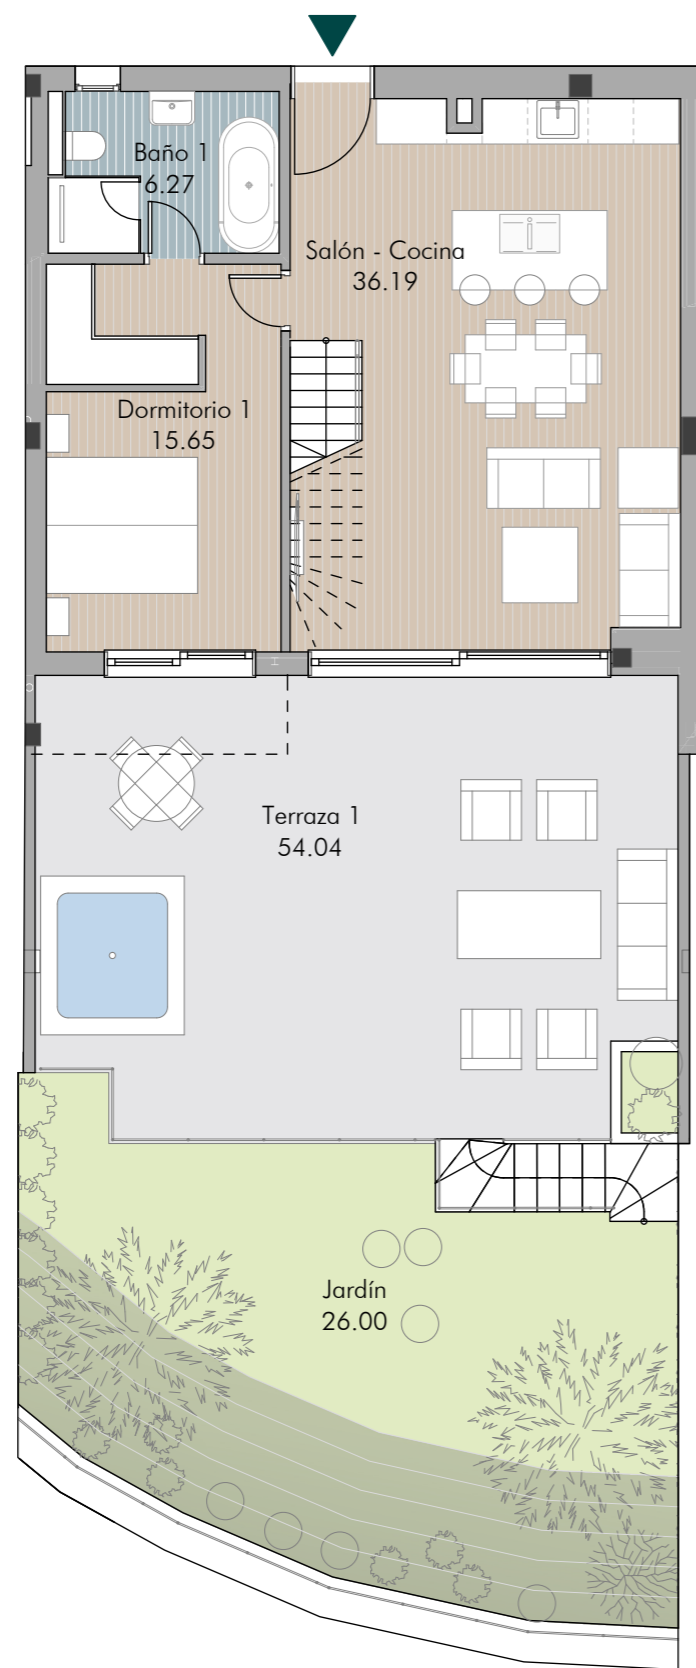 Baño 1
6.27
Salón - Cocina
36.19
Dormitorio 1
15.65
Terraza 1
54.04
Jardín
26.00